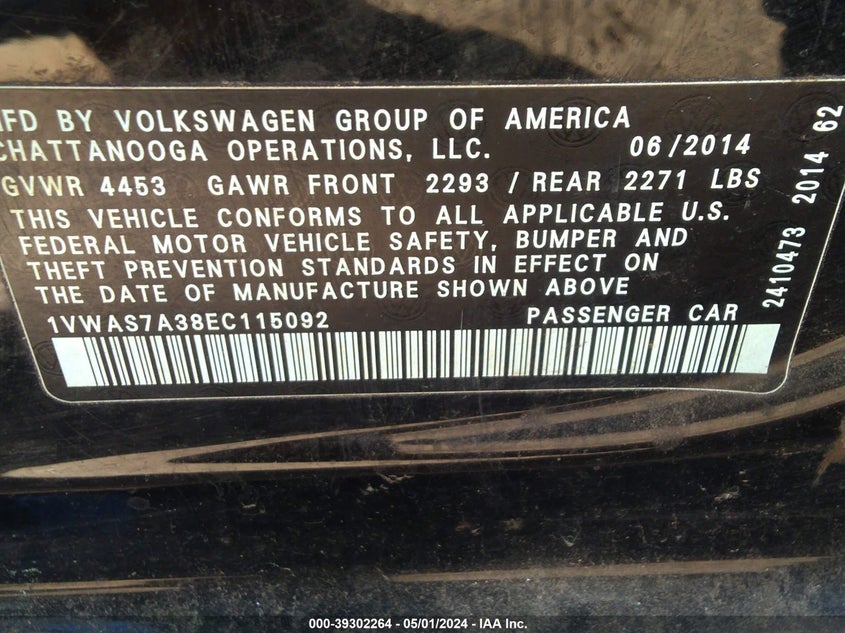 MFD BY VOLKSWAGEN GROUP OF AMERICA
CHATTANOOGA OPERATIONS, LLC. 06/2014
GVWR 4453 GAWR FRONT 2293 / REAR 2271 LBS
THIS VEHICLE CONFORMS TO ALL APPLICABLE U.S.
FEDERAL MOTOR VEHICLE SAFETY, BUMPER AND
THEFT PREVENTION STANDARDS IN EFFECT ON
THE DATE OF MANUFACTURE SHOWN ABOVE
1VWAS7A38EC115092 PASSENGER CAR
2410473 2014 62
000-39302264 - 05/01/2024 - IAA Inc.